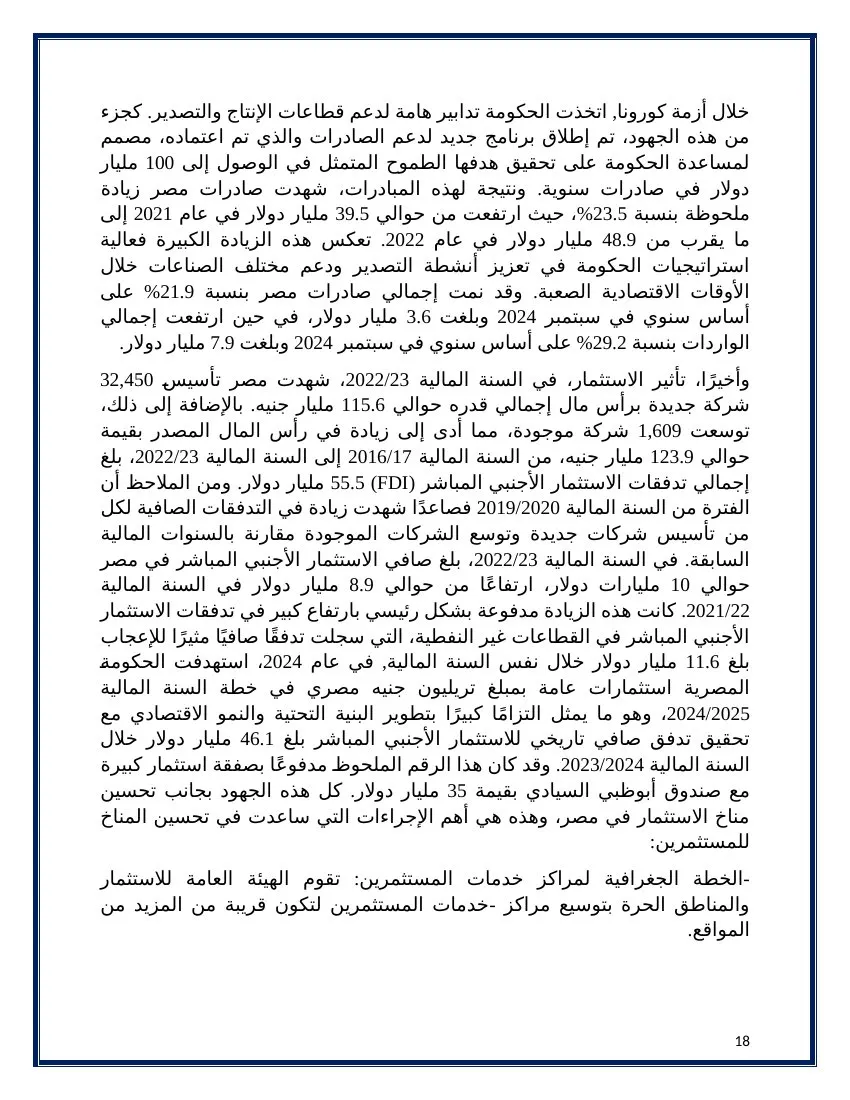 خلال أزمة كورونا, اتخذت الحكومة تدابير هامة لدعم قطاعات الإنتاج والتصدير. كجزء
من هذه الجهود، تم إطلاق برنامج جديد لدعم الصادرات والذي تم اعتماده، مصمم
لمساعدة الحكومة على تحقيق هدفها الطموح المتمثل في الوصول إلى 100 مليار
دولار في صادرات سنوية. ونتيجة لهذه المبادرات، شهدت صادرات مصر زيادة
ملحوظة بنسبة 23.5%، حيث ارتفعت من حوالي 39.5 مليار دولار في عام 2021 إلى
ما يقرب من 48.9 مليار دولار في عام 2022. تعكس هذه الزيادة الكبيرة فعالية
استراتيجيات الحكومة في تعزيز أنشطة التصدير ودعم مختلف الصناعات خلال
الأوقات الاقتصادية الصعبة. وقد نمت إجمالي صادرات مصر بنسبة 21.9% على
أساس سنوي في سبتمبر 2024 وبلغت 3.6 مليار دولار، في حين ارتفعت إجمالي
الواردات بنسبة 29.2% على أساس سنوي في سبتمبر 2024 وبلغت 7.9 مليار دولار.
وأخيرًا، تأثير الاستثمار، في السنة المالية 2022/23، شهدت مصر تأسيس 32,450
شركة جديدة برأس مال إجمالي قدره حوالي 115.6 مليار جنيه. بالإضافة إلى ذلك،
توسعت 1,609 شركة موجودة، مما أدى إلى زيادة في رأس المال المصدر بقيمة
حوالي 123.9 مليار جنيه، من السنة المالية 2016/17 إلى السنة المالية 2022/23، بلغ
إجمالي تدفقات الاستثمار الأجنبي المباشر (FDI) 55.5 مليار دولار. ومن الملاحظ أن
الفترة من السنة المالية 2019/2020 فصاعدًا شهدت زيادة في التدفقات الصافية لكل
من تأسيس شركات جديدة وتوسع الشركات الموجودة مقارنة بالسنوات المالية
السابقة. في السنة المالية 2022/23، بلغ صافي الاستثمار الأجنبي المباشر في مصر
حوالي 10 مليارات دولار، ارتفاعًا من حوالي 8.9 مليار دولار في السنة المالية
2021/22. كانت هذه الزيادة مدفوعة بشكل رئيسي بارتفاع كبير في تدفقات الاستثمار
الأجنبي المباشر في القطاعات غير النفطية، التي سجلت تدفقًا صافيًا مثيرًا للإعجاب
بلغ 11.6 مليار دولار خلال نفس السنة المالية, في عام 2024، استهدفت الحكومة
المصرية استثمارات عامة بمبلغ تريليون جنيه مصري في خطة السنة المالية
2024/2025، وهو ما يمثل التزامًا كبيرًا بتطوير البنية التحتية والنمو الاقتصادي مع
تحقيق تدفق صافي تاريخي للاستثمار الأجنبي المباشر بلغ 46.1 مليار دولار خلال
السنة المالية 2023/2024. وقد كان هذا الرقم الملحوظ مدفوعًا بصفقة استثمار كبيرة
مع صندوق أبوظبي السيادي بقيمة 35 مليار دولار. كل هذه الجهود بجانب تحسين
مناخ الاستثمار في مصر، وهذه هي أهم الإجراءات التي ساعدت في تحسين المناخ
للمستثمرين:
-الخطة الجغرافية لمراكز خدمات المستثمرين: تقوم الهيئة العامة للاستثمار
والمناطق الحرة بتوسيع مراكز -خدمات المستثمرين لتكون قريبة من المزيد من
المواقع.
18